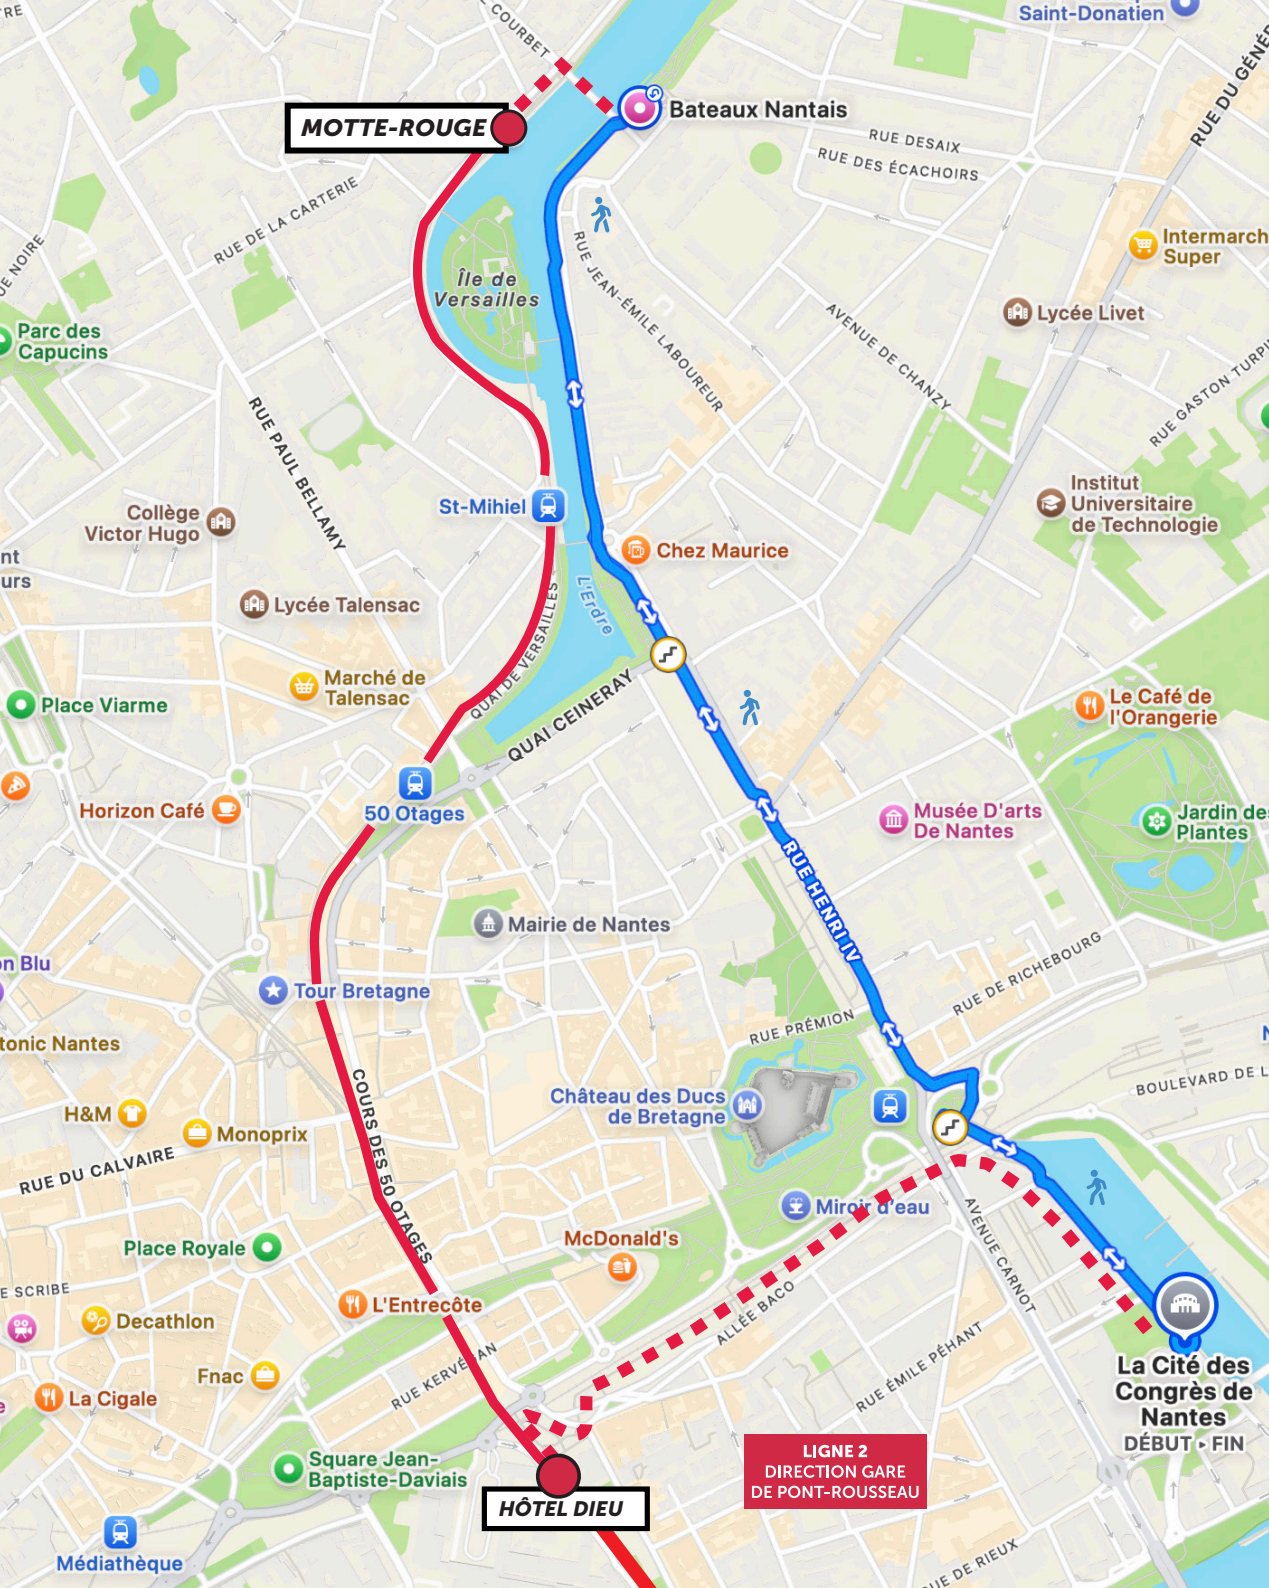 COURBET
Saint-Donatien
MOTTE-ROUGE
Bateaux Nantais
RUE DU GÉNÉR
RUE DESAIX
RUE DES ÉCACHOIRS
RUE DE LA CARTERIE
RUE JEAN-ÉMILE LABOUREUR
Intermarch
Super
Île de
Versailles
Lycée Livet
AVENUE DE CHANZY
Parc des
Capucins
RUE GASTON TURPI
RUE PAUL BELLAMY
Institut
Universitaire
de Technologie
St-Mihiel
Collège
Victor Hugo
Chez Maurice
L'Erdre
Lycée Talensac
QUAI DE VERSAILLES
Marché de
Talensac
QUAI CEINERAY
Place Viarme
Le Café de
l'Orangerie
50 Otages
Horizon Café
Musée D'arts
De Nantes
Jardin des
Plantes
RUE HENRI IV
Mairie de Nantes
on Blu
Tour Bretagne
RUE DE RICHEBOURG
RUE PRÉMION
tonic Nantes
COURS DES 50 OTAGES
BOULEVARD DE L
Château des Ducs
de Bretagne
H&M
Monoprix
RUE DU CALVAIRE
Miroir d'eau
AVENUE CARNOT
Place Royale
McDonald's
E SCRIBE
L'Entrecôte
ALLÉE BACO
Decathlon
RUE KERVÉGAN
RUE ÉMILE PÉHANT
Fnac
La Cigale
La Cité des
Congrès de
Nantes
DÉBUT ▸ FIN
LIGNE 2
DIRECTION GARE
DE PONT-ROUSSEAU
Square Jean-
Baptiste-Daviais
HÔTEL DIEU
Médiathèque
UE DE RIEUX